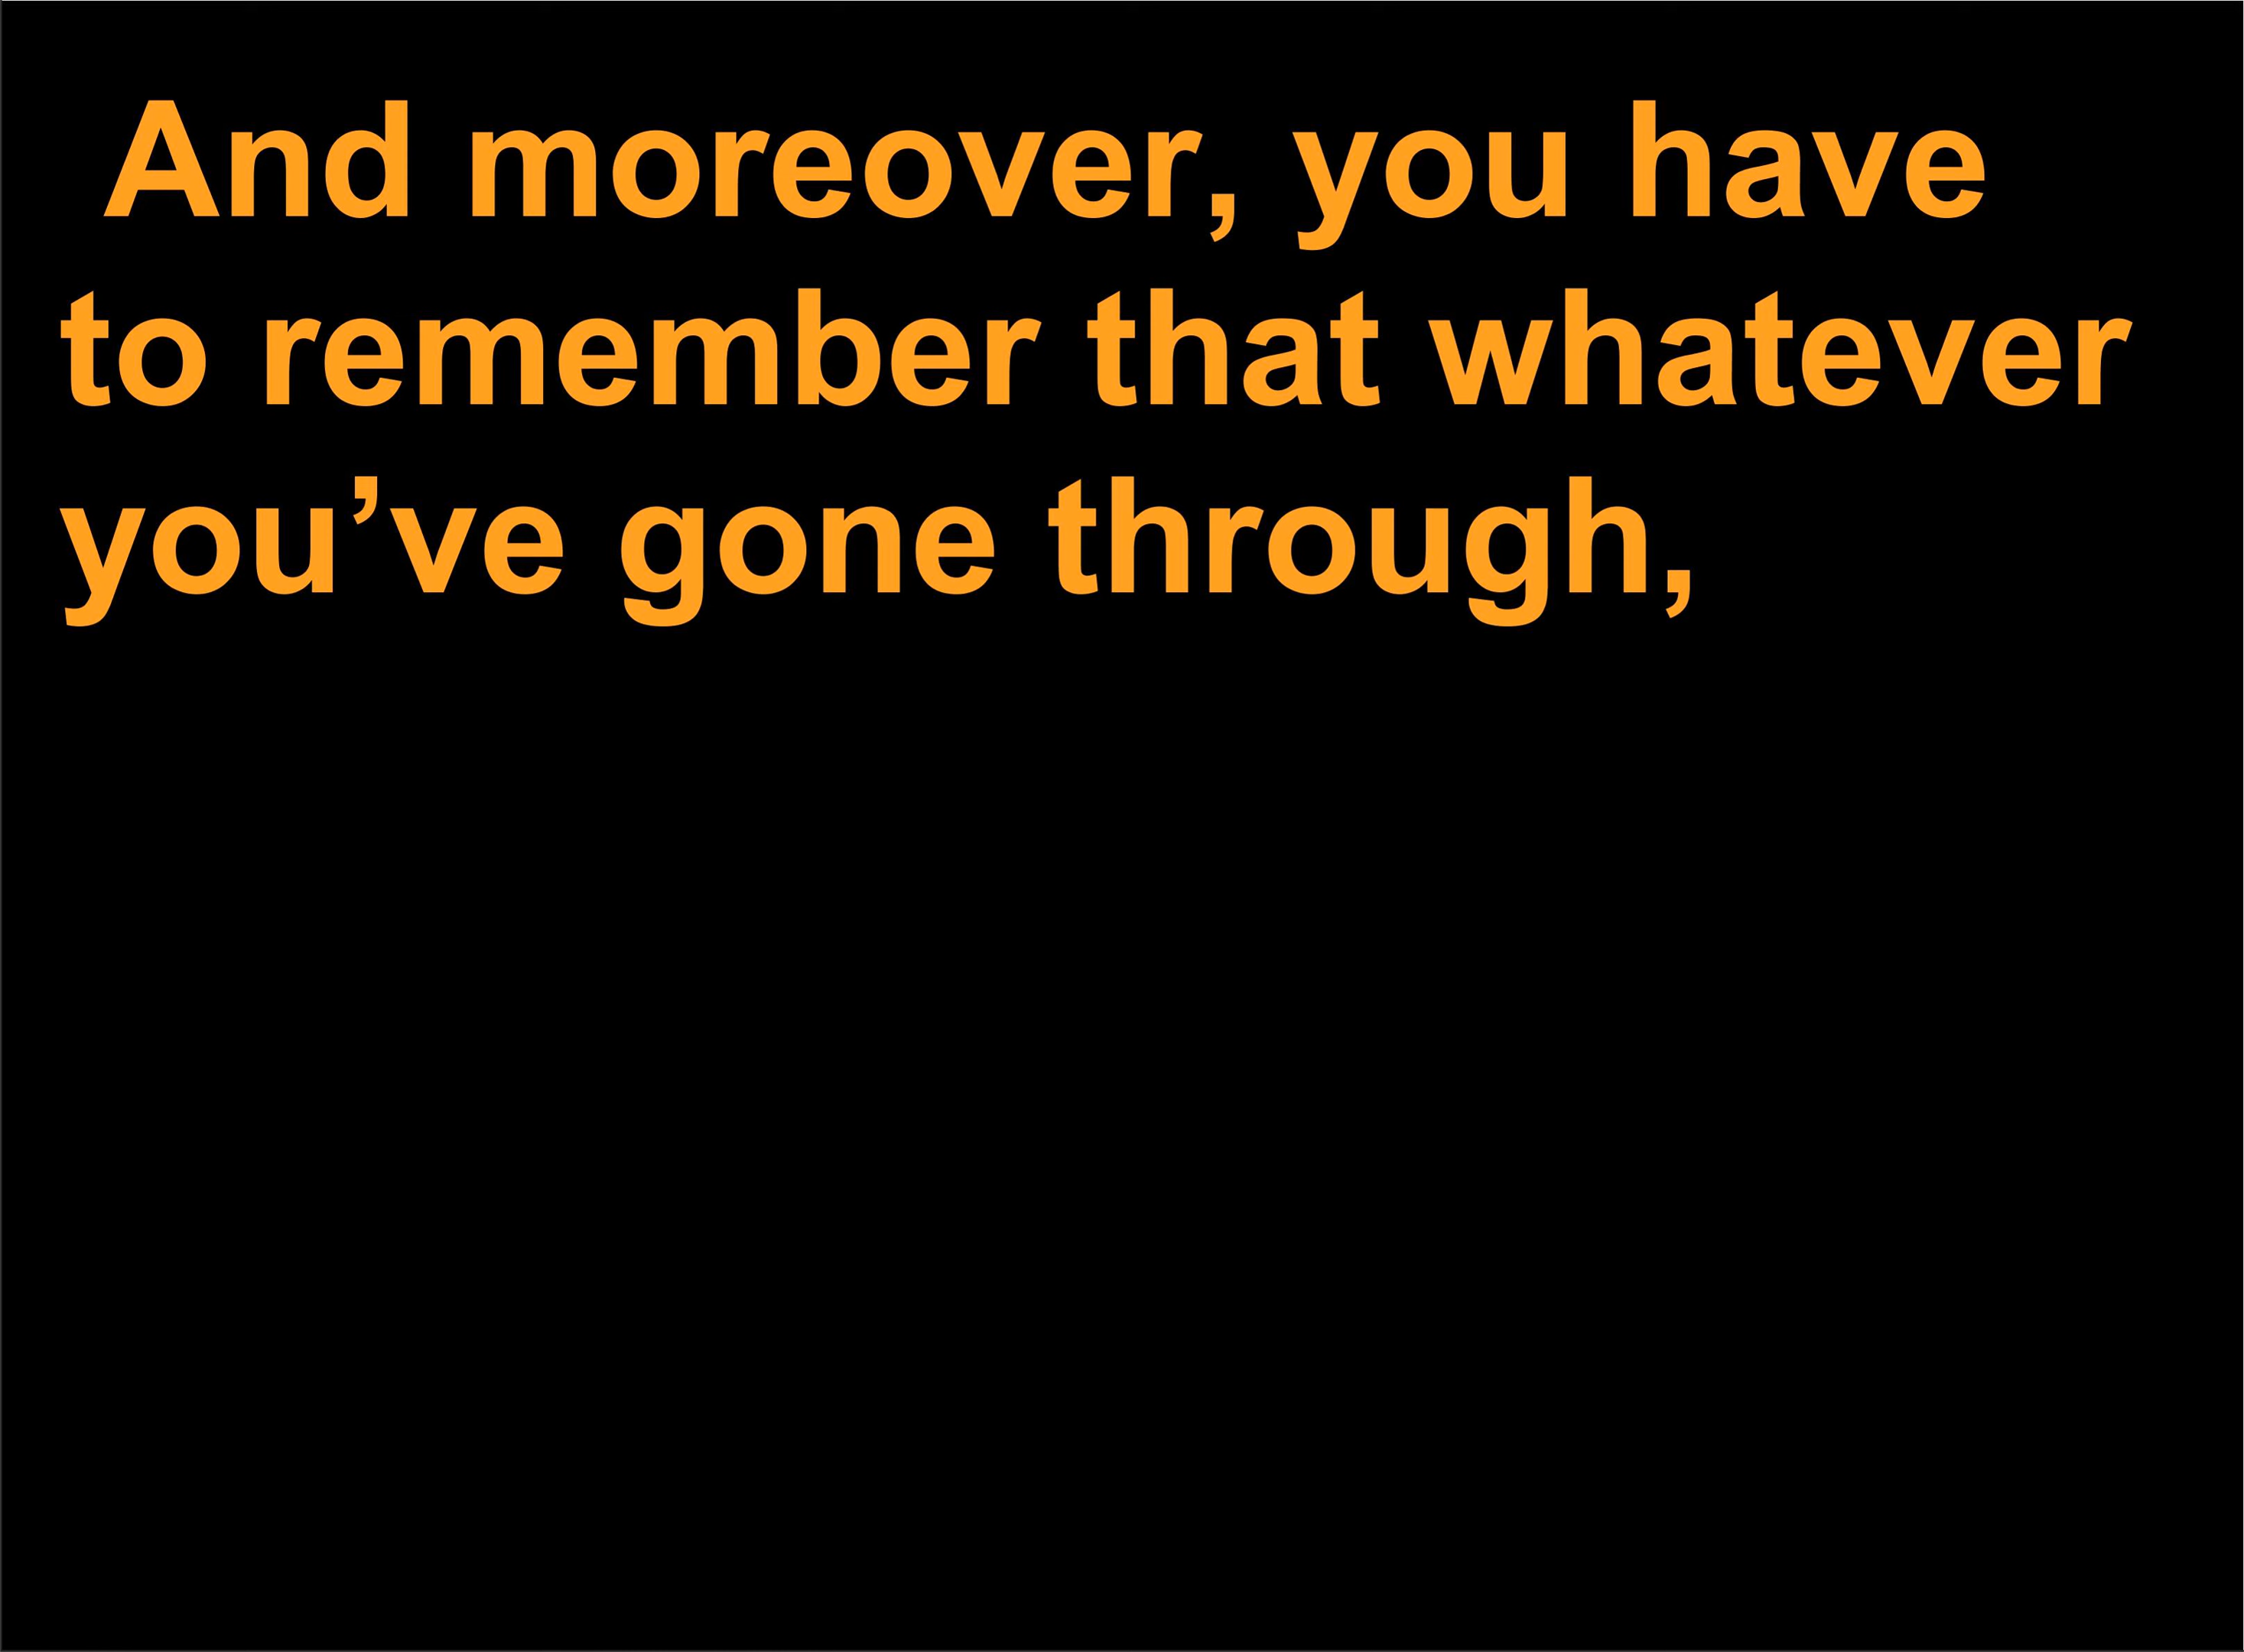 And moreover, you have
to remember that whatever
you’ve gone through,